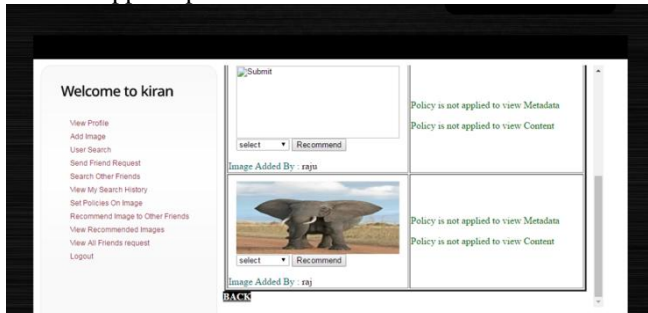 Welcome to kiran
View Profile
Add Image
User Search
Send Friend Request
Search Other Friends
View My Search History
Set Policies On Image
Recommend Image to Other Friends
View Recommended Images
View All Friends request
Logout
Submit
select Recommend
Image Added By : raju
Policy is not applied to view Metadata
Policy is not applied to view Content
select Recommend
Image Added By : raj
Policy is not applied to view Metadata
Policy is not applied to view Content
BACK